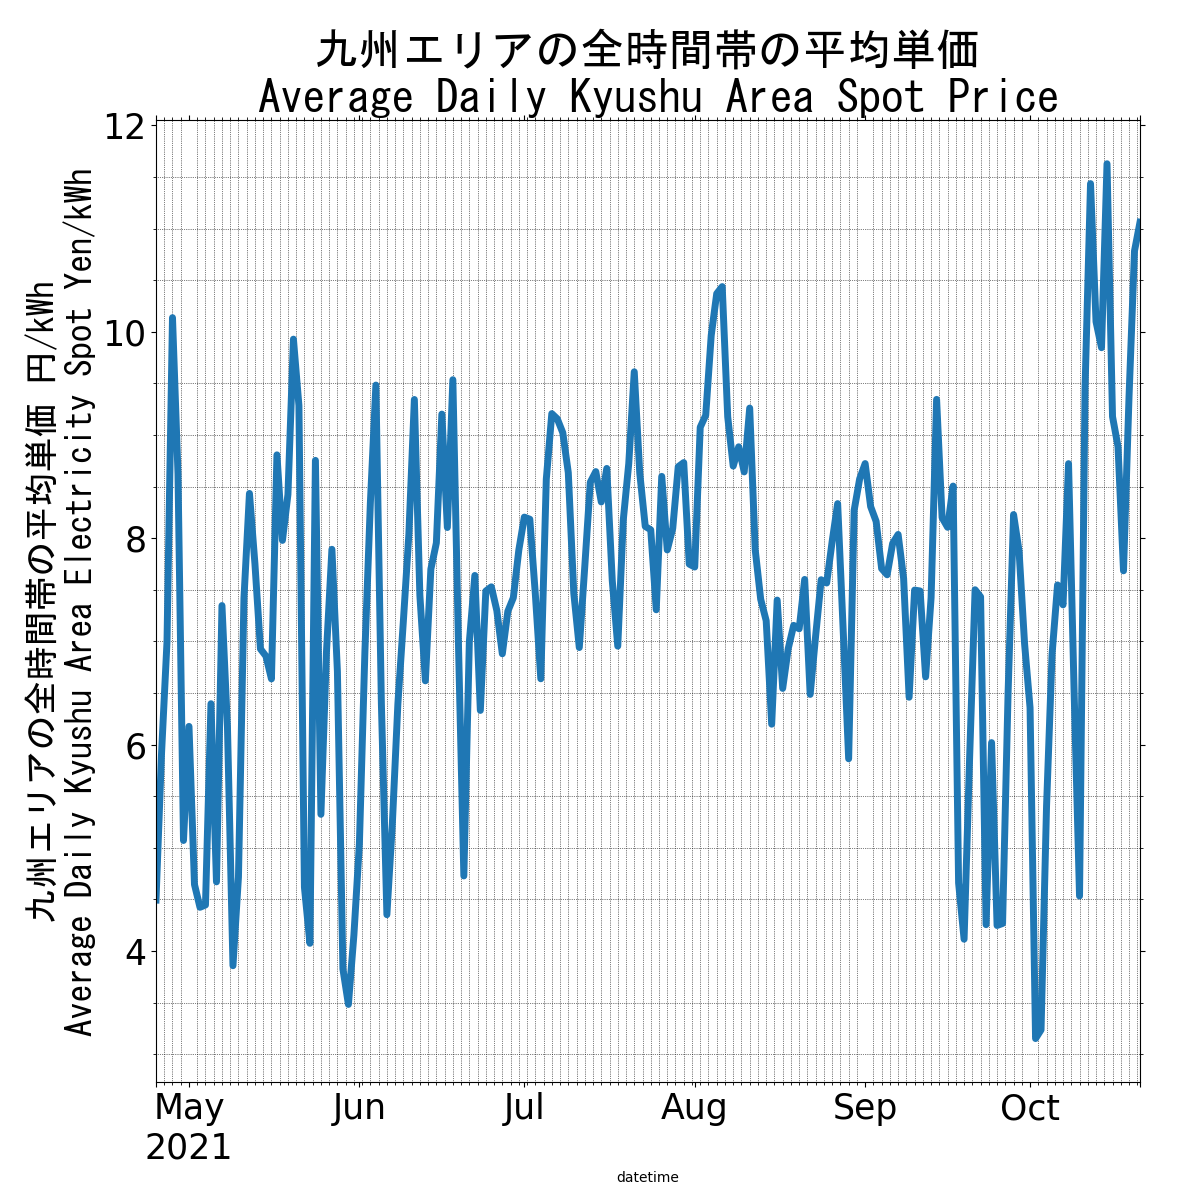 九州エリアの全時間帯の平均単価
Average Daily Kyushu Area Spot Price
九州エリアの全時間帯の平均単価 円/kWh
Average Daily Kyushu Area Electricity Spot Yen/kWh
12
10
8
6
4
May Jun Jul Aug Sep Oct
2021
datetime